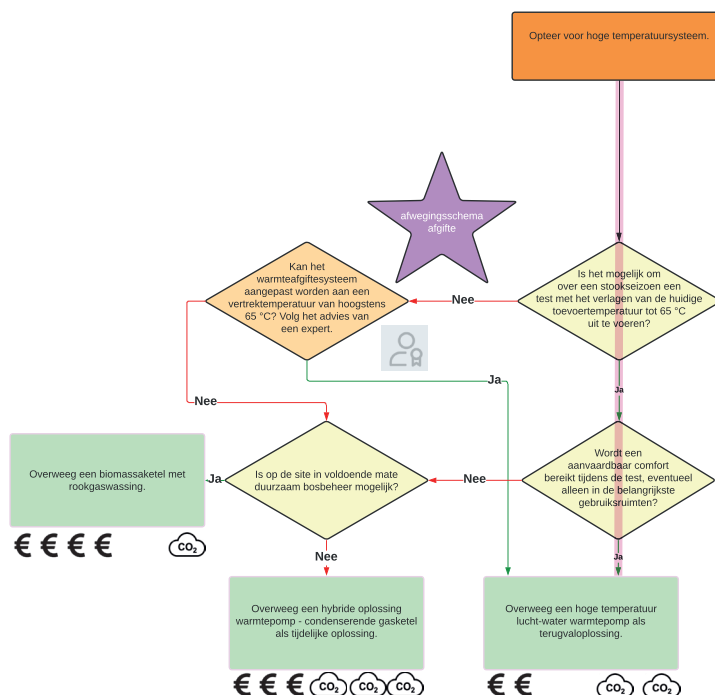 Opteer voor hoge temperatuursysteem.
afwegingsschema
afgifte
Is het mogelijk om
over een stookseizoen een
test met het verlagen van de huidige
toevoertemperatuur tot 65 °C
uit te voeren?
Nee
Kan het
warmteafgiftesysteem
aangepast worden aan een
vertrektemperatuur van hoogstens
65 °C? Volg het advies van
een expert.
Ja
Ja
Nee
Wordt een
aanvaardbaar comfort
bereikt tijdens de test, eventueel
alleen in de belangrijkste
gebruiksruimten?
Nee
Is op de site in voldoende mate
duurzaam bosbeheer mogelijk?
Ja
Overweeg een biomassaketel met
rookgaswassing.
€ € € € CO2
Nee
Ja
Overweeg een hybride oplossing
warmtepomp - condenserende gasketel
als tijdelijke oplossing.
€ € € CO2 CO2 CO2
Overweeg een hoge temperatuur
lucht-water warmtepomp als
terugvaloplossing.
€ € CO2 CO2